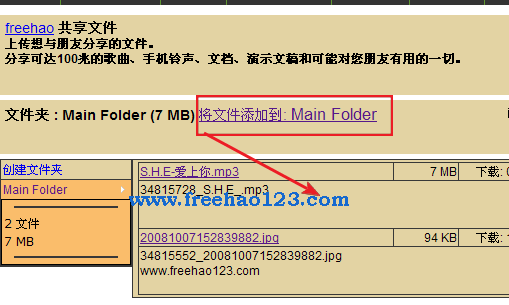 freehao 共享文件
上传想与朋友分享的文件。
分享可达100兆的歌曲、手机铃声、文档、演示文稿和可能对您朋友有用的一切。
文件夹 : Main Folder (7 MB) 将文件添加到: Main Folder
创建文件夹
Main Folder
2 文件
7 MB
S.H.E-爱上你.mp3 7 MB 下载: 0
34815728_S.H.E_.mp3
www.freehao123.com
20081007152839882.jpg 94 KB 下载:
34815552_20081007152839882.jpg
www.freehao123.com